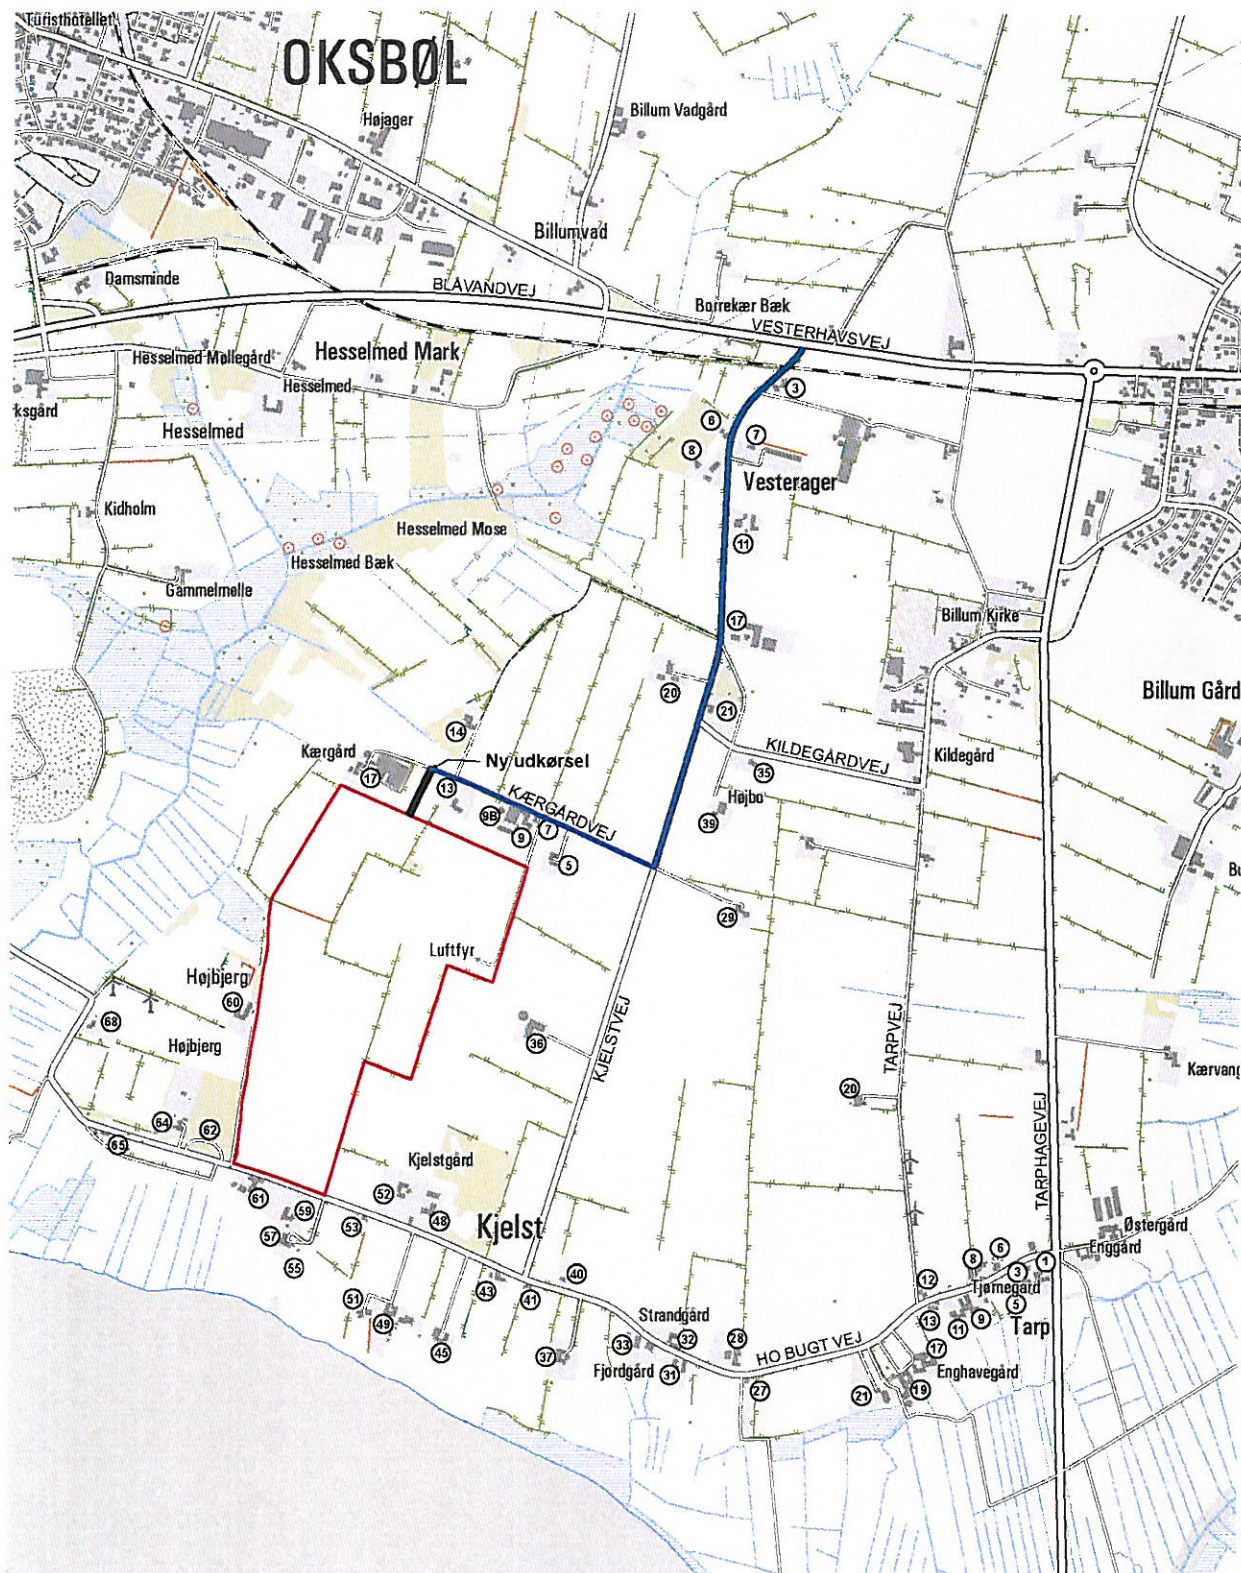 Turisthotellet
OKSBØL
Højager
Billum Vadgård
Billumvad
Damsminde
BLÅVANDVEJ
Borrekær Bæk
VESTERHAVSVEJ
Hesselmed Møllegård
Hesselmed Mark
Hesselmed
rksgård
Hesselmed
3
6
7
8
Vesterager
Kidholm
Hesselmed Mose
11
Hesselmed Bæk
Gammelmølle
17
Billum Kirke
20
21
Billum Gård
14
Kærgård
Ny udkørsel
KILDEGÅRDVEJ
Kildegård
17
13
35
Højbo
KÆRGÅRDVEJ
9B
9
7
39
5
29
Luftfyr
Højbjerg
60
68
Højbjerg
36
KJELSTVEJ
TARPVEJ
Kærvang
20
64
62
65
TARPHAGEVEJ
Kjelstgård
52
61
59
48
Kjelst
53
57
55
Østergård
Enggård
6
8
3
1
12
Tjørnegård
43
40
41
51
49
Strandgård
13
11
9
5
Tarp
45
33
32
28
HO BUGT VEJ
37
Fjordgård
31
17
Enghavegård
27
21
19